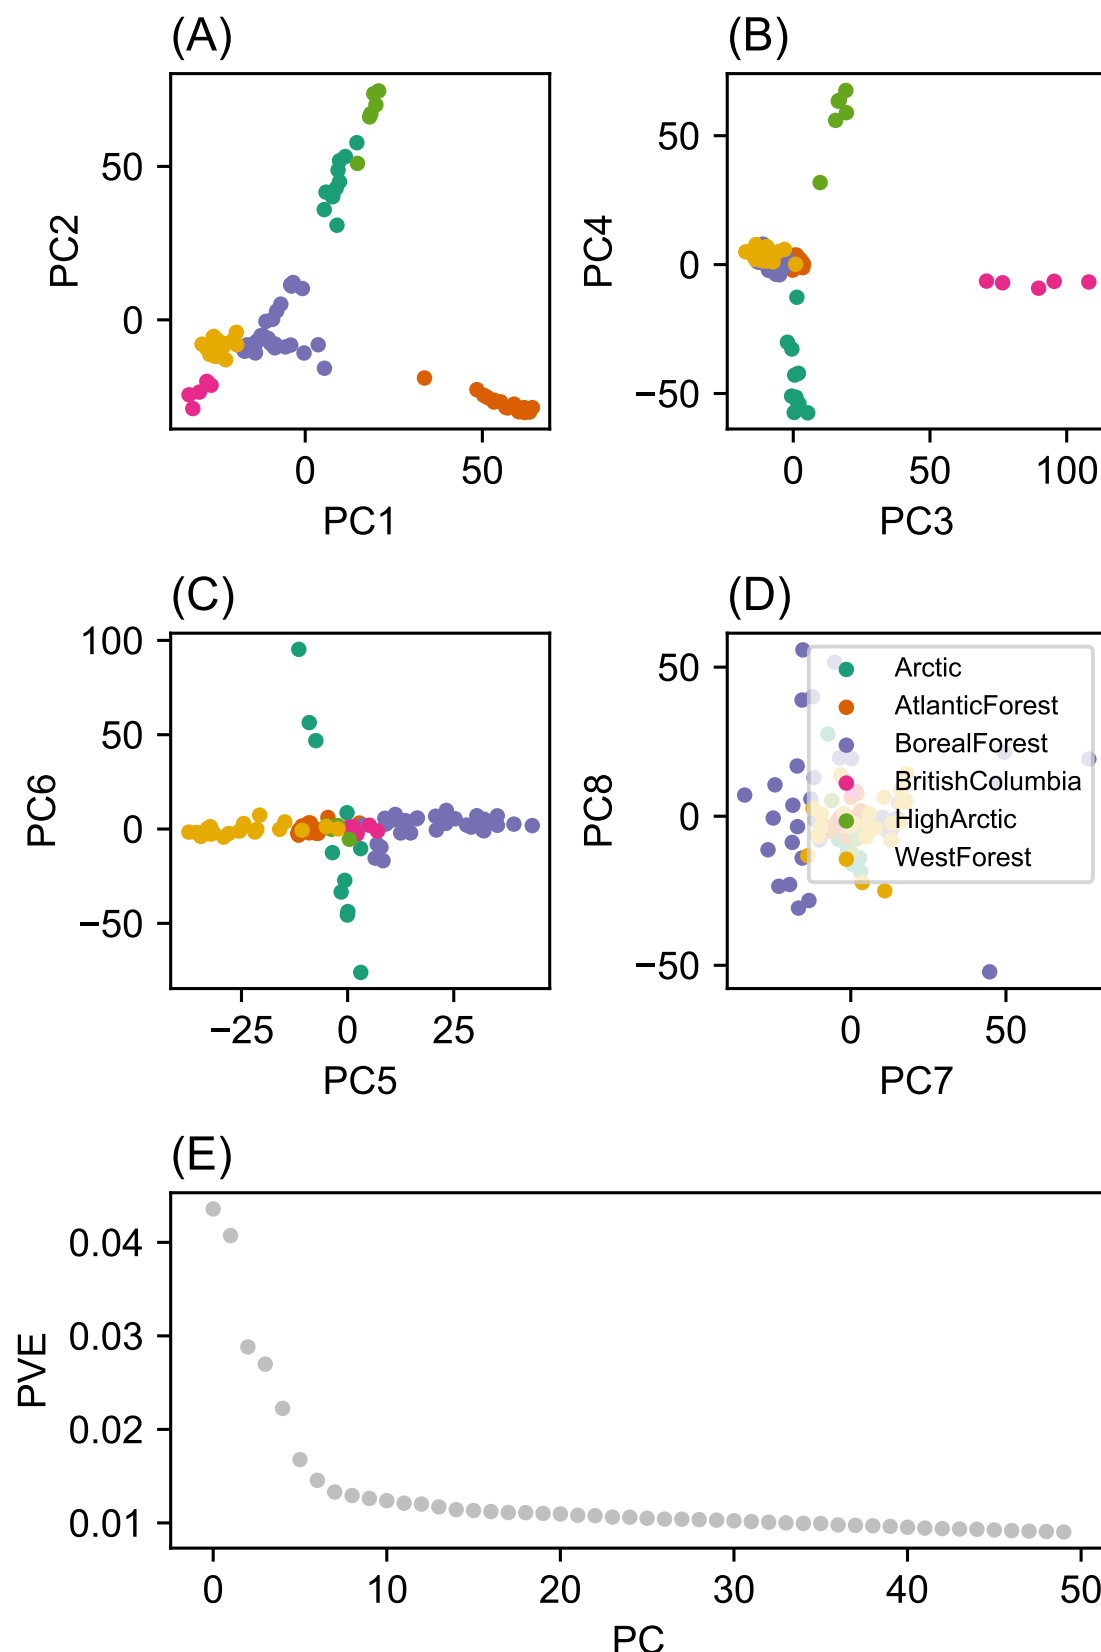 (A)
(B)
50
0
PC2
0
50
PC1
50
0
−50
PC4
0
50
100
PC3
(C)
(D)
100
50
0
−50
PC6
−25
0
25
PC5
50
0
−50
PC8
0
50
PC7
Arctic
AtlanticForest
BorealForest
BritishColumbia
HighArctic
WestForest
(E)
0.04
0.03
0.02
0.01
PVE
0
10
20
30
40
50
PC